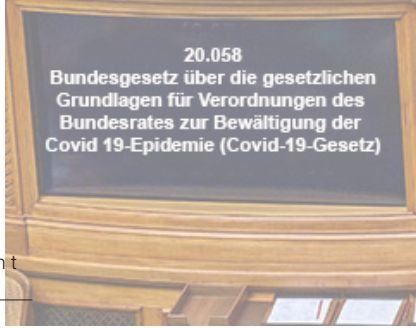 20.058
Bundesgesetz über die gesetzlichen
Grundlagen für Verordnungen des
Bundesrates zur Bewältigung der
Covid 19-Epidemie (Covid-19-Gesetz)